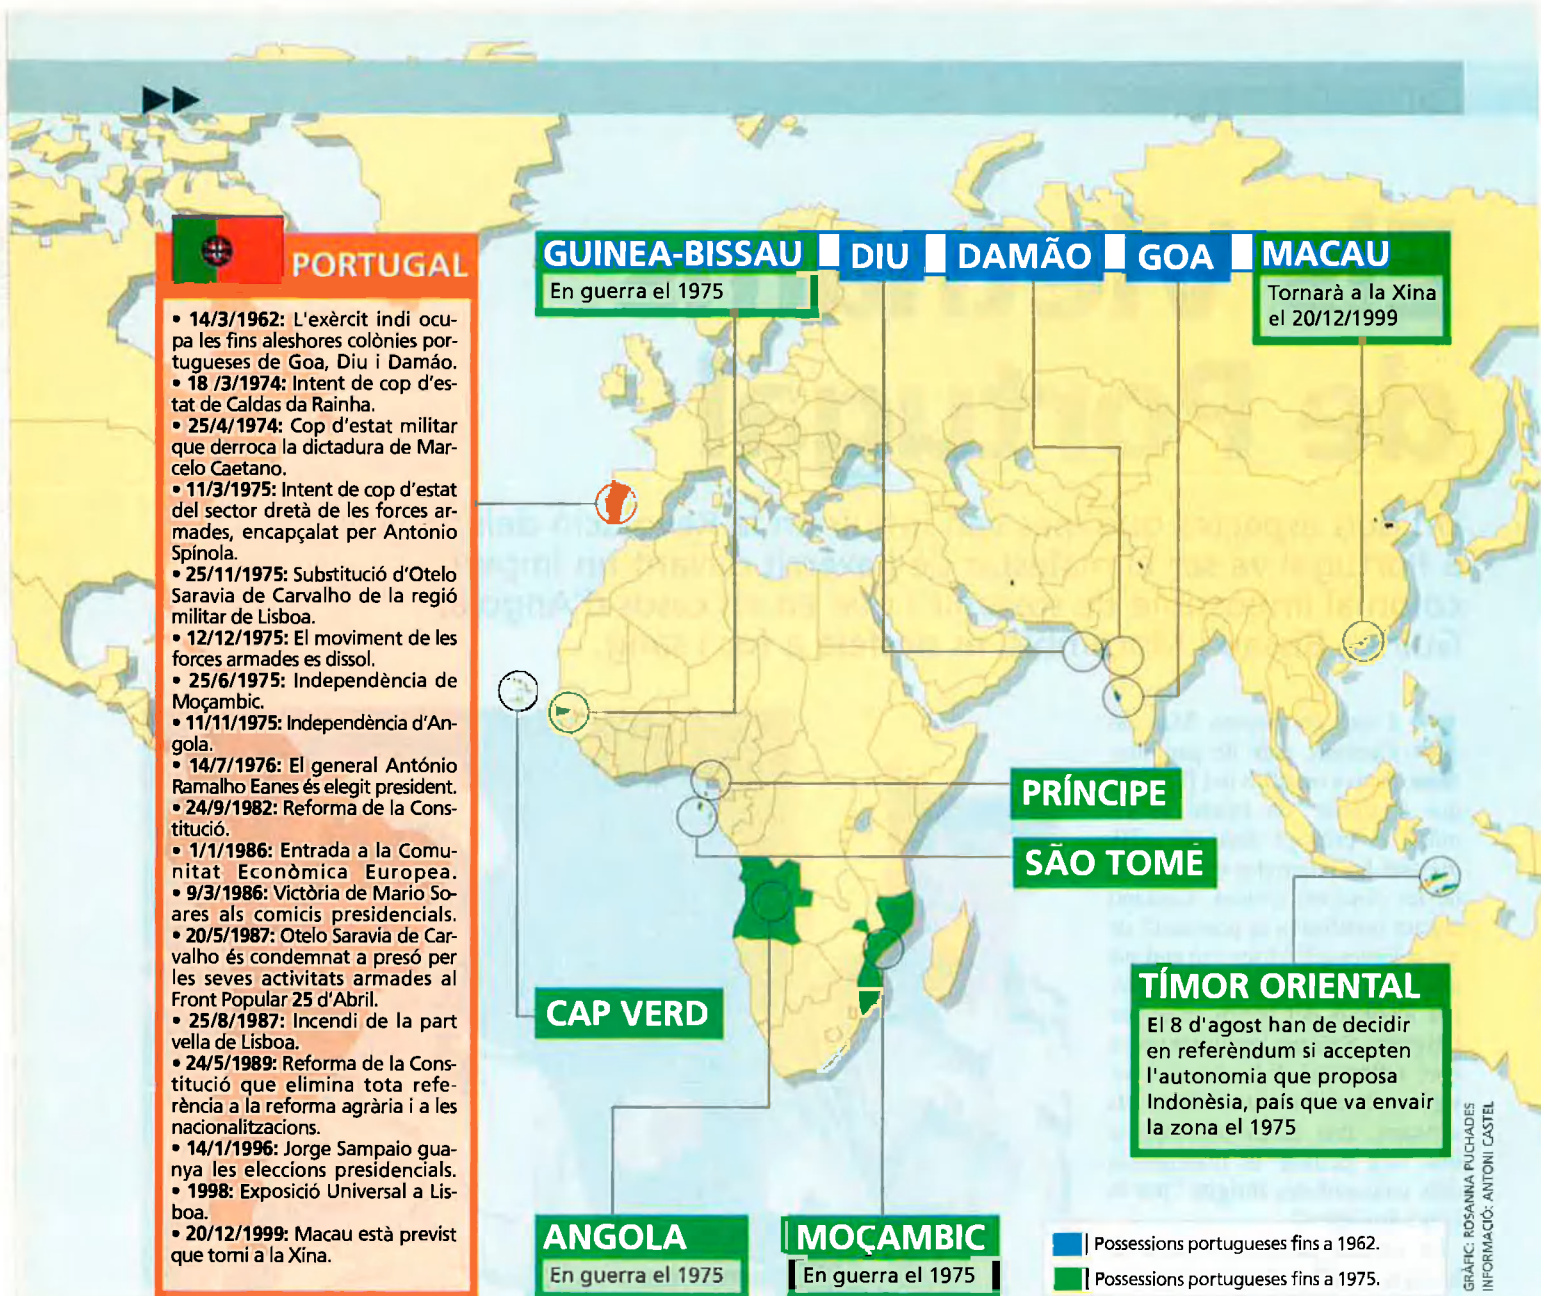 PORTUGAL
• 14/3/1962: L'exèrcit indi ocu-
pa les fins aleshores colònies por-
tugueses de Goa, Diu i Damáo.
• 18 /3/1974: Intent de cop d'es-
tat de Caldas da Rainha.
• 25/4/1974: Cop d'estat militar
que derroca la dictadura de Mar-
celo Caetano.
• 11/3/1975: Intent de cop d'estat
del sector dretà de les forces ar-
mades, encapçalat per Antonio
Spínola.
• 25/11/1975: Substitució d'Otelo
Saravia de Carvalho de la regió
militar de Lisboa.
• 12/12/1975: El moviment de les
forces armades es dissol.
• 25/6/1975: Independència de
Moçambic.
• 11/11/1975: Independència d'An-
gola.
• 14/7/1976: El general António
Ramalho Eanes és elegit president.
• 24/9/1982: Reforma de la Cons-
titució.
• 1/1/1986: Entrada a la Comu-
nitat Econòmica Europea.
• 9/3/1986: Victòria de Mario So-
ares als comicis presidencials.
• 20/5/1987: Otelo Saravia de Car-
valho és condemnat a presó per
les seves activitats armades al
Front Popular 25 d'Abril.
• 25/8/1987: Incendi de la part
vella de Lisboa.
• 24/5/1989: Reforma de la Cons-
titució que elimina tota refe-
rència a la reforma agrària i a les
nacionalitzacions.
• 14/1/1996: Jorge Sampaio gua-
nya les eleccions presidencials.
• 1998: Exposició Universal a Lis-
boa.
• 20/12/1999: Macau està previst
que torni a la Xina.
GUINEA-BISSAU
En guerra el 1975
DIU
DAMÃO
GOA
MACAU
Tornarà a la Xina
el 20/12/1999
PRÍNCIPE
SÃO TOMÉ
CAP VERD
TÍMOR ORIENTAL
El 8 d'agost han de decidir
en referèndum si accepten
l'autonomia que proposa
Indonèsia, país que va envair
la zona el 1975
ANGOLA
En guerra el 1975
MOÇAMBIC
En guerra el 1975
Possessions portugueses fins a 1962.
Possessions portugueses fins a 1975.
GRÀFIC: ROSANNA PUCHADES
INFORMACIÓ: ANTONI CASTEL